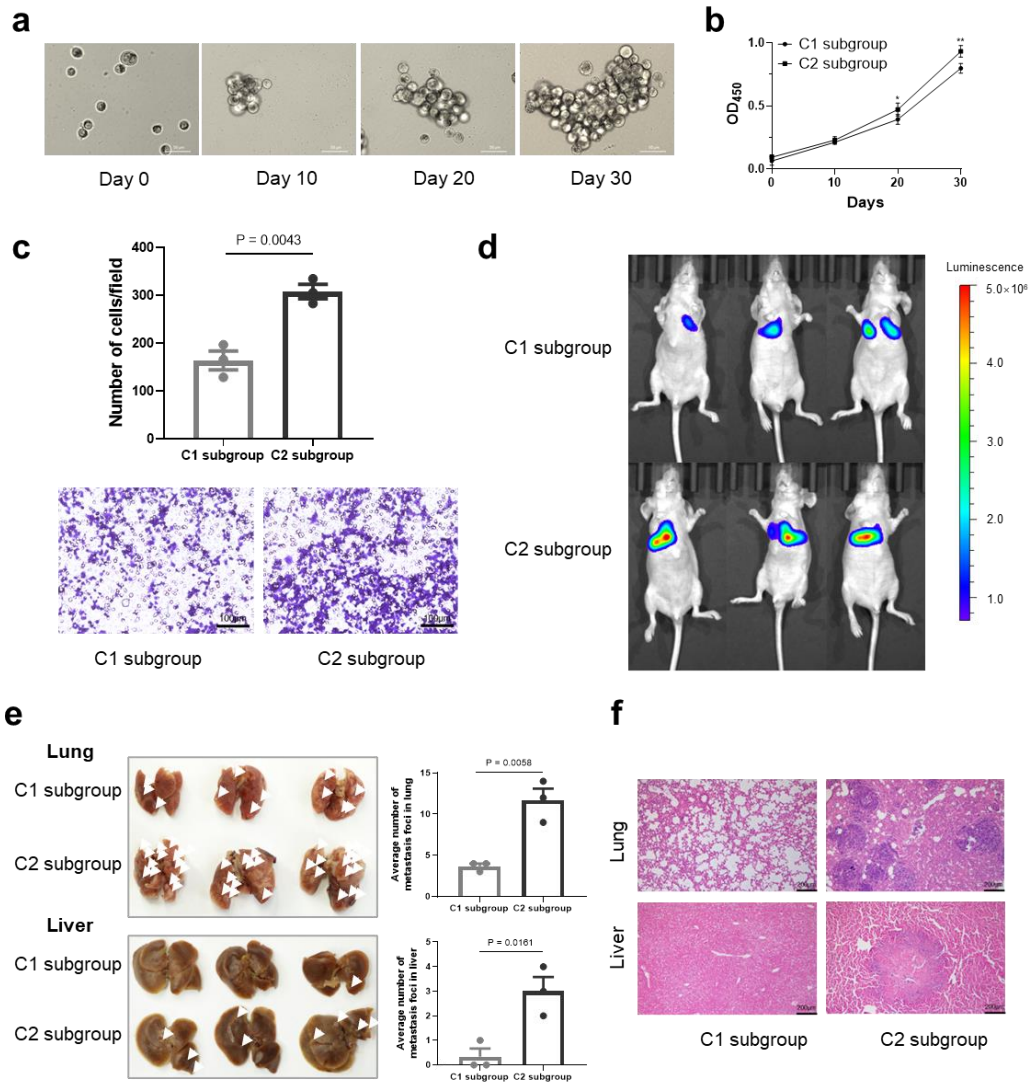 a
Day 0
Day 10
Day 20
Day 30
b
C1 subgroup
C2 subgroup
OD450
1.0
0.5
0.0
*
**
0
10
20
30
Days
c
P = 0.0043
Number of cells/field
400
300
200
100
0
C1 subgroup
C2 subgroup
100μm
100μm
C1 subgroup
C2 subgroup
d
C1 subgroup
C2 subgroup
Luminescence
5.0×10⁶
4.0
3.0
2.0
1.0
e
Lung
C1 subgroup
C2 subgroup
P = 0.0058
Average number of
metastasis foci in lung
15
10
5
0
C1 subgroup
C2 subgroup
Liver
C1 subgroup
C2 subgroup
P = 0.0161
Average number of
metastasis foci in liver
5
4
3
2
1
0
C1 subgroup
C2 subgroup
f
Lung
200μm
200μm
Liver
200μm
200μm
C1 subgroup
C2 subgroup